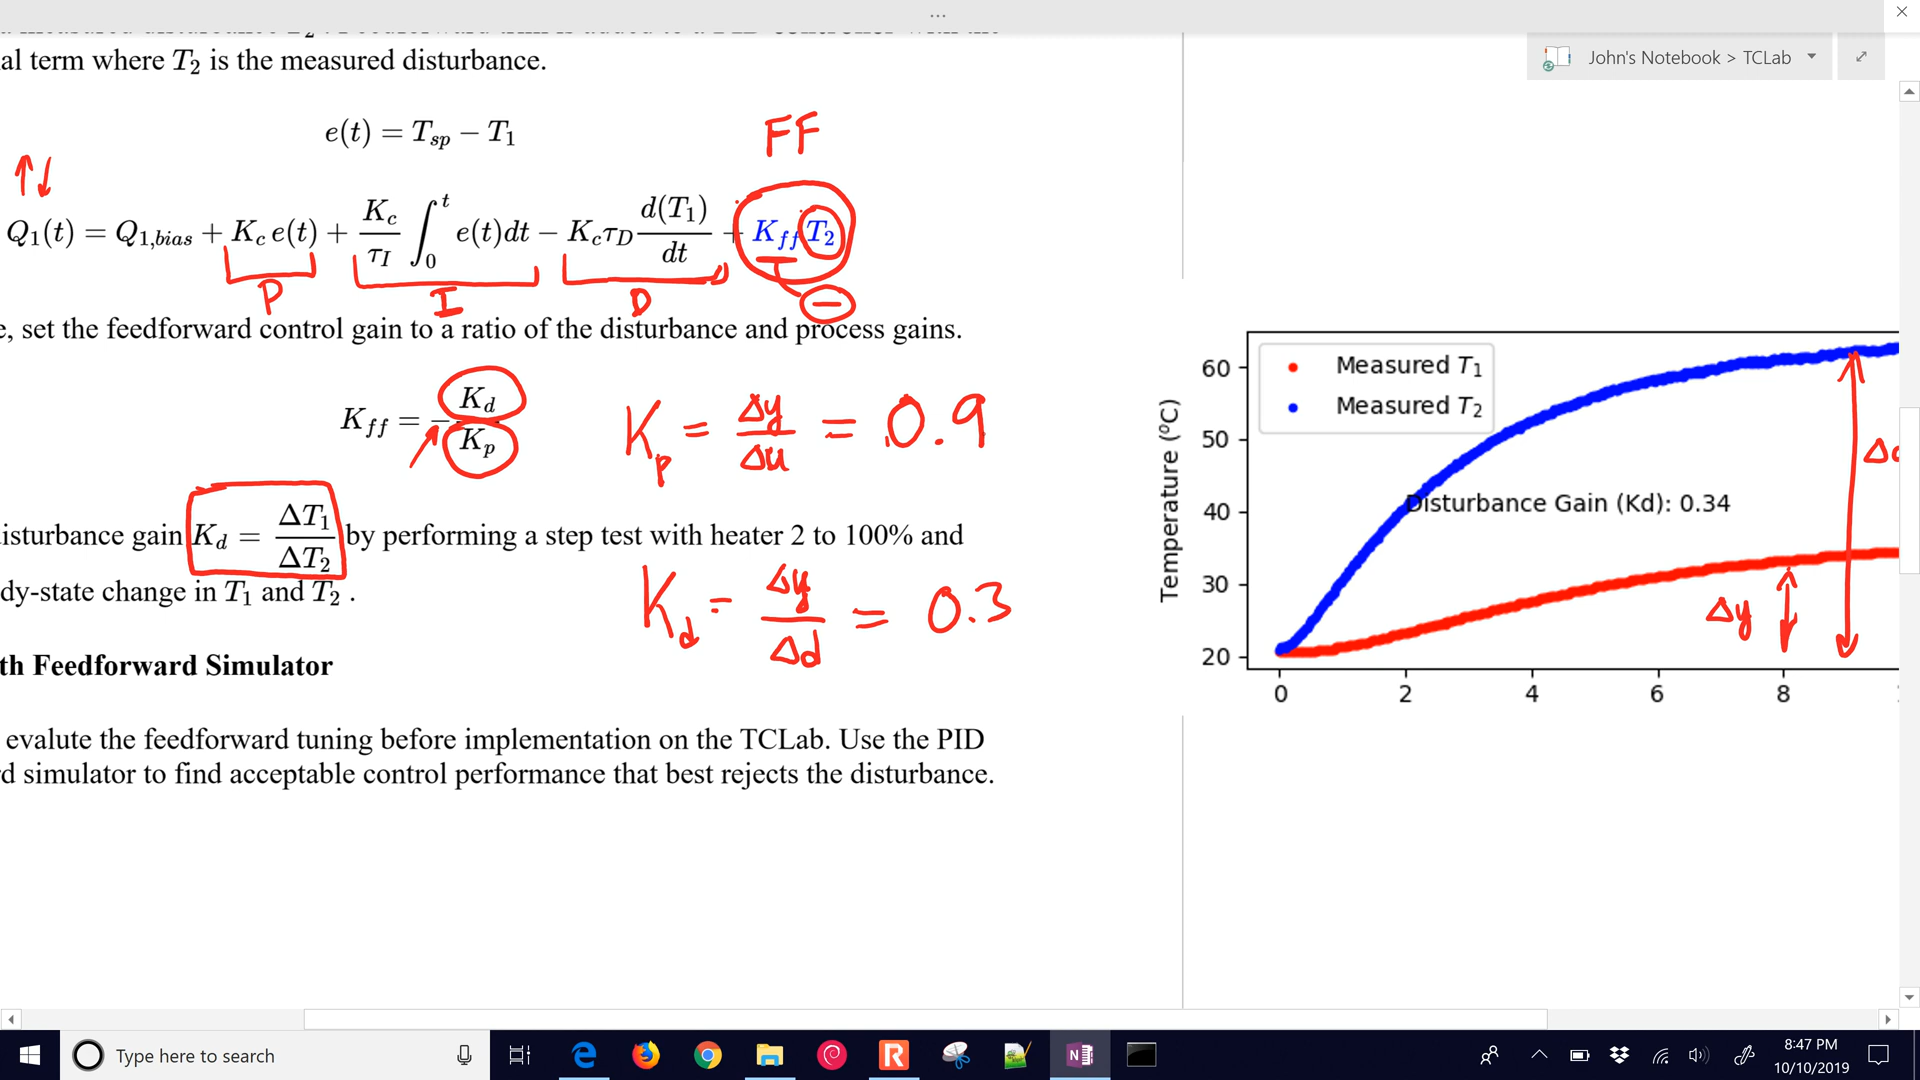 al term where T₂ is the measured disturbance.
John's Notebook > TCLab
e(t) = Tsp − T₁
FF
Q₁(t) = Q₁,bias + Kc e(t) + Kc/τI ∫₀ᵗ e(t)dt − KcτD d(T₁)/dt + Kff T₂
P
I
D
−
e, set the feedforward control gain to a ratio of the disturbance and process gains.
Kff = − Kd/Kp
Kp = Δy/Δu = 0.9
isturbance gain Kd = ΔT₁/ΔT₂ by performing a step test with heater 2 to 100% and
dy-state change in T₁ and T₂ .
Kd = Δy/Δd = 0.3
th Feedforward Simulator
evalute the feedforward tuning before implementation on the TCLab. Use the PID
d simulator to find acceptable control performance that best rejects the disturbance.
Measured T₁
Measured T₂
Temperature (ºC)
60
50
40
30
20
Disturbance Gain (Kd): 0.34
Δy
0 2 4 6 8
Type here to search
8:47 PM
10/10/2019